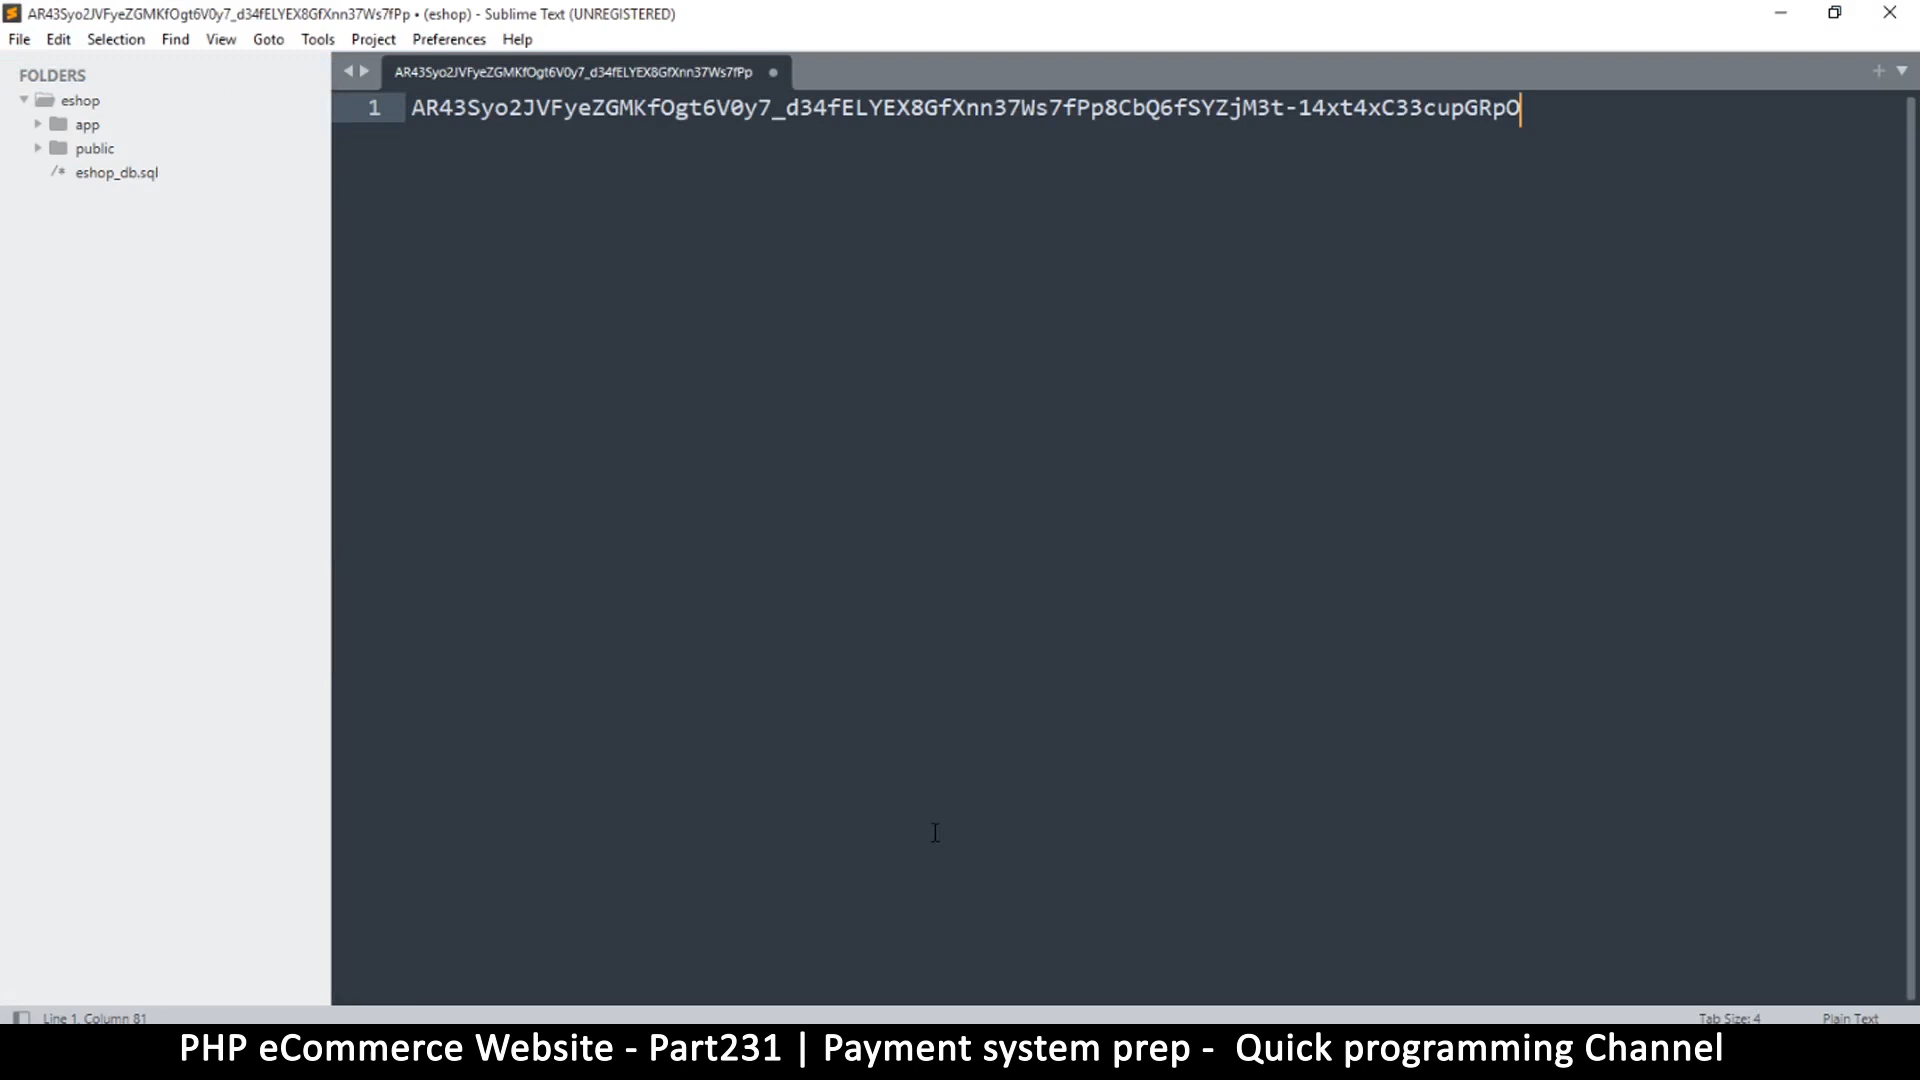 AR43Syo2JVFyeZGMKfOgt6V0y7_d34fELYEX8GfXnn37Ws7fPp • (eshop) - Sublime Text (UNREGISTERED)
File Edit Selection Find View Goto Tools Project Preferences Help
FOLDERS
eshop
app
public
/* eshop_db.sql
AR43Syo2JVFyeZGMKfOgt6V0y7_d34fELYEX8GfXnn37Ws7fPp
1 AR43Syo2JVFyeZGMKfOgt6V0y7_d34fELYEX8GfXnn37Ws7fPp8CbQ6fSYZjM3t-14xt4xC33cupGRpO
Line 1, Column 81 Tab Size: 4 Plain Text
PHP eCommerce Website - Part231 | Payment system prep - Quick programming Channel